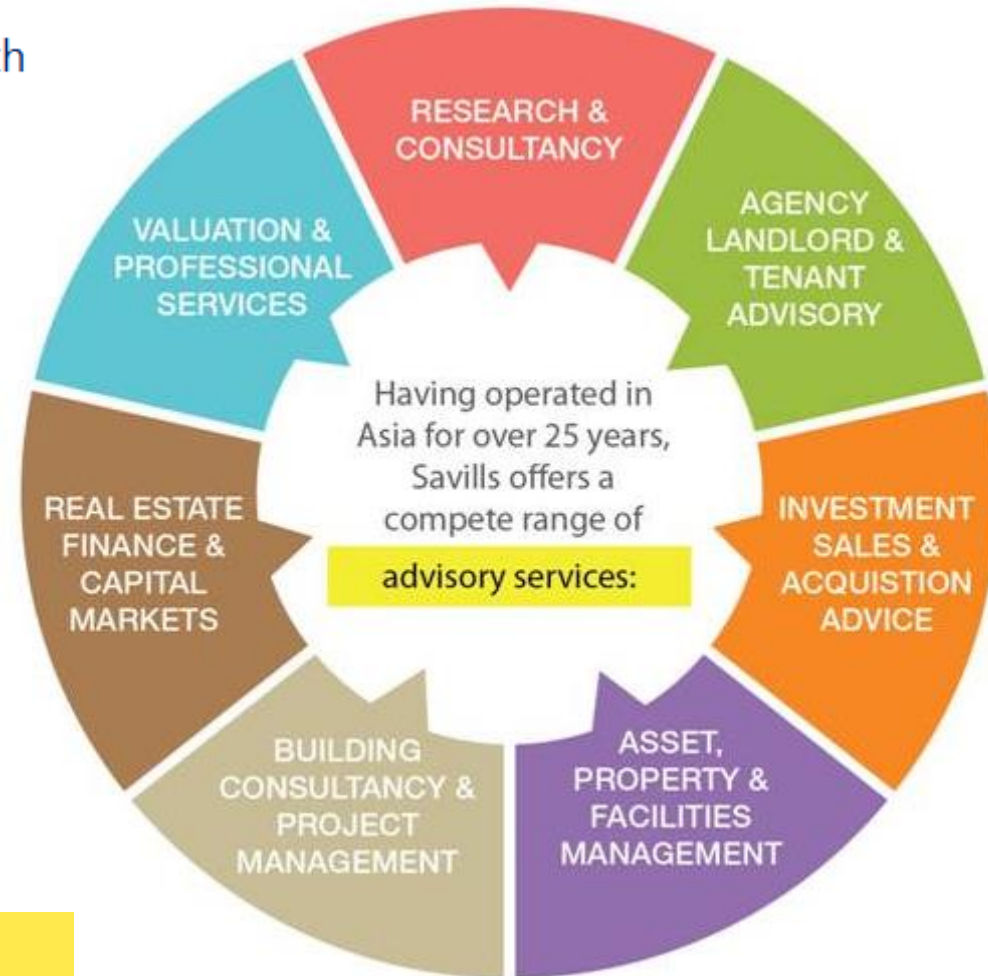 th
RESEARCH &
CONSULTANCY
AGENCY
LANDLORD &
TENANT
ADVISORY
INVESTMENT
SALES &
ACQUISTION
ADVICE
ASSET,
PROPERTY &
FACILITIES
MANAGEMENT
BUILDING
CONSULTANCY &
PROJECT
MANAGEMENT
REAL ESTATE
FINANCE &
CAPITAL
MARKETS
VALUATION &
PROFESSIONAL
SERVICES
Having operated in
Asia for over 25 years,
Savills offers a
compete range of
advisory services: